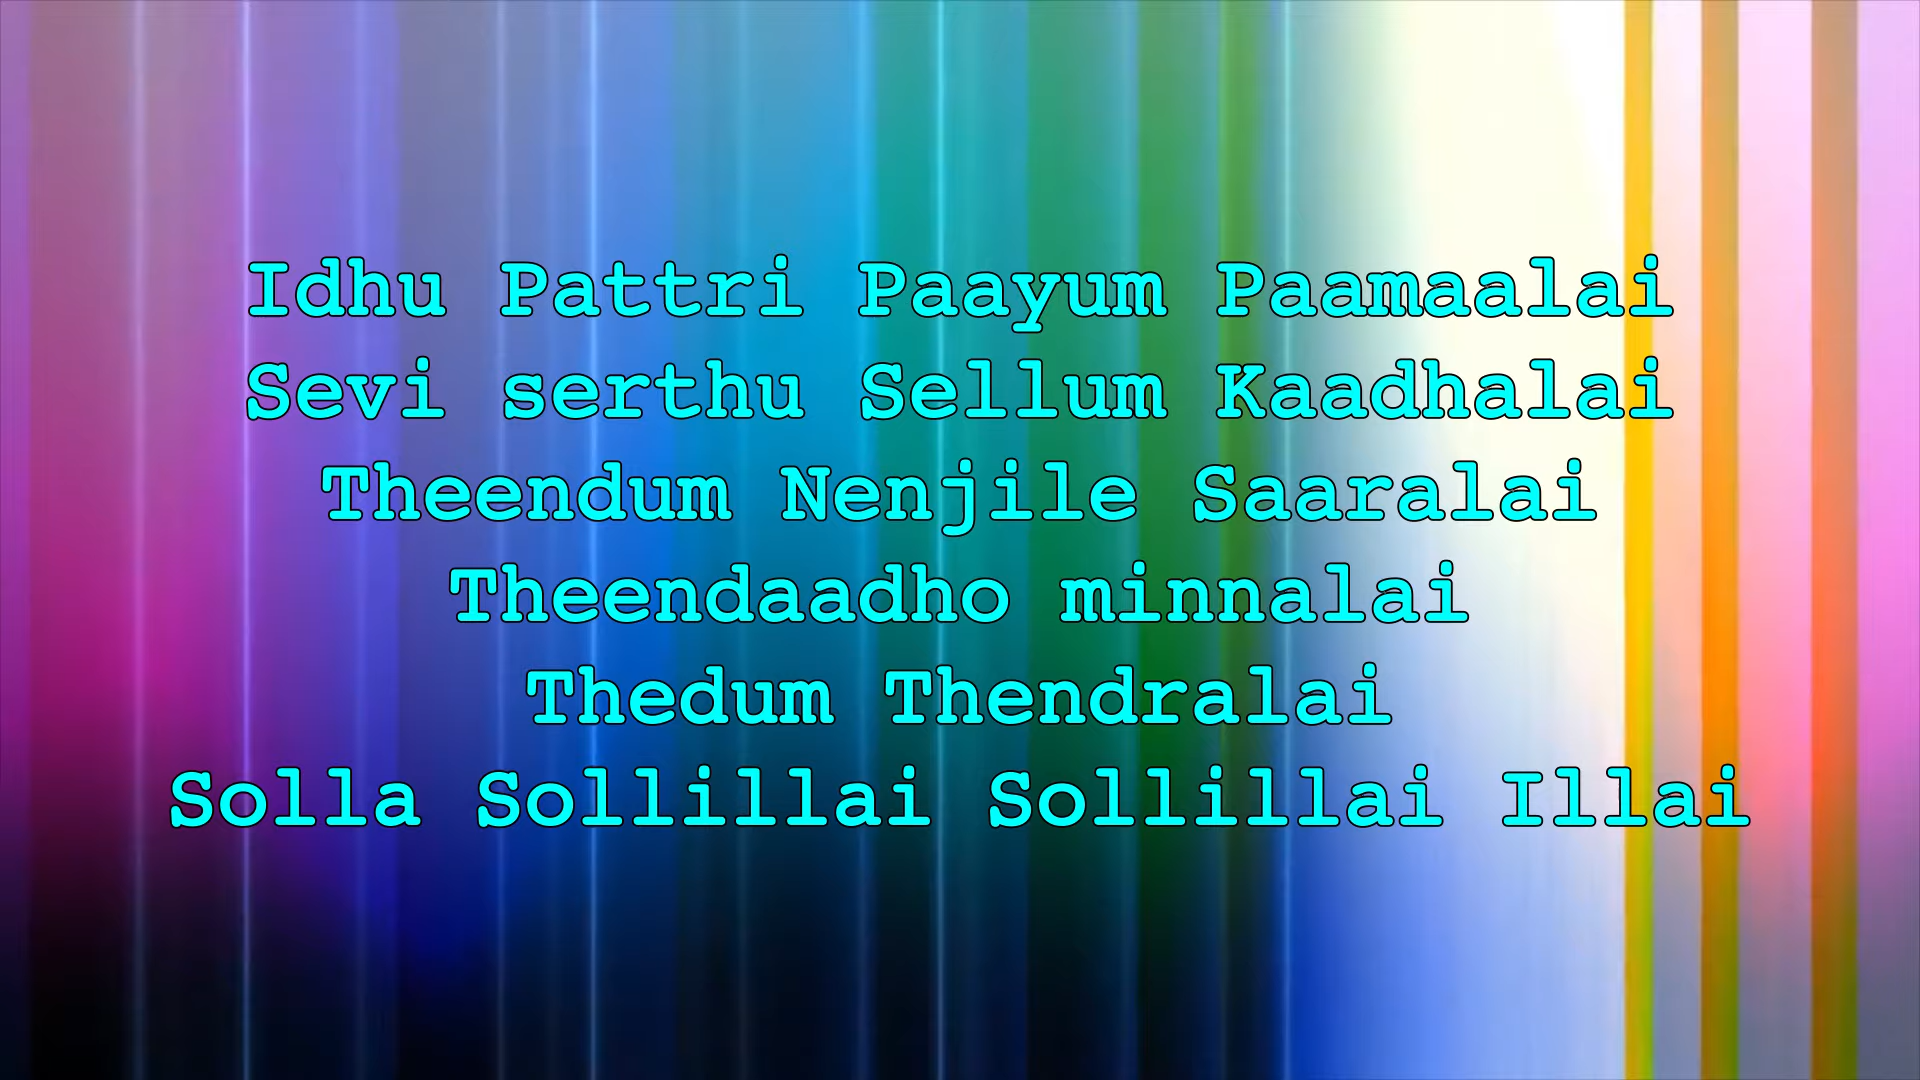 Idhu Pattri Paayum Paamaalai
Sevi serthu Sellum Kaadhalai
Theendum Nenjile Saaralai
Theendaadho minnalai
Thedum Thendralai
Solla Sollillai Sollillai Illai